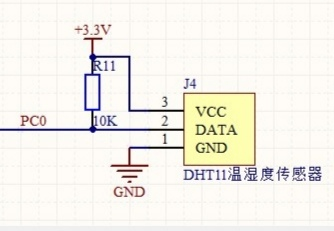 +3.3V
R11
J4
3
VCC
PC0
10K
2
DATA
1
GND
GND
DHT11温湿度传感器